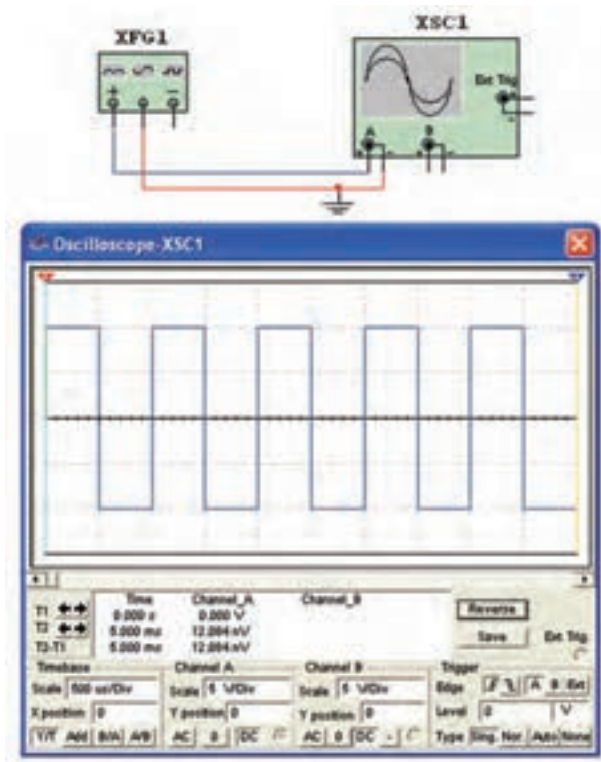 XFG1
XSC1
Ext Trig
A
B
Oscilloscope-XSC1
Time Channel_A Channel_B
T1 0.000 s 0.000 V
T2 5.000 ms 12.064 nV
T2-T1 5.000 ms 12.064 nV
Reverse
Save
Ext Trig
Timebase
Scale 500 us/Div
X position 0
Y/T Add B/A A/B
Channel A
Scale 5 V/Div
Y position 0
AC 0 DC
Channel B
Scale 5 V/Div
Y position 0
AC 0 DC -
Trigger
Edge A B Ext
Level 0 V
Type Sing. Nor. Auto None